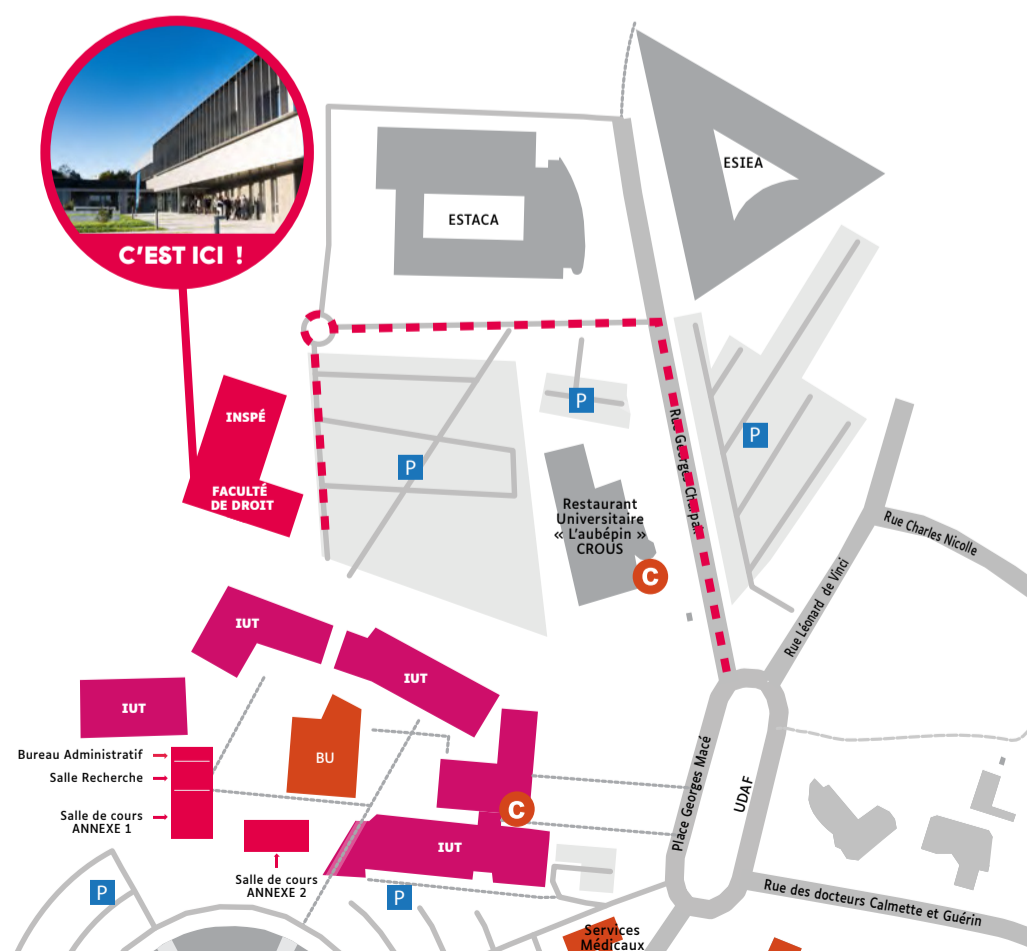 C'EST ICI !
ESTACA
ESIEA
INSPÉ
FACULTÉ
DE DROIT
P
P
P
Rue Georges Charpak
Restaurant
Universitaire
« L'aubépin »
CROUS
C
Rue Charles Nicolle
Rue Léonard de Vinci
IUT
IUT
IUT
BU
Bureau Administratif
Salle Recherche
Salle de cours
ANNEXE 1
C
IUT
Salle de cours
ANNEXE 2
P
P
Place Georges Macé
UDAF
Rue des docteurs Calmette et Guérin
Services
Médicaux